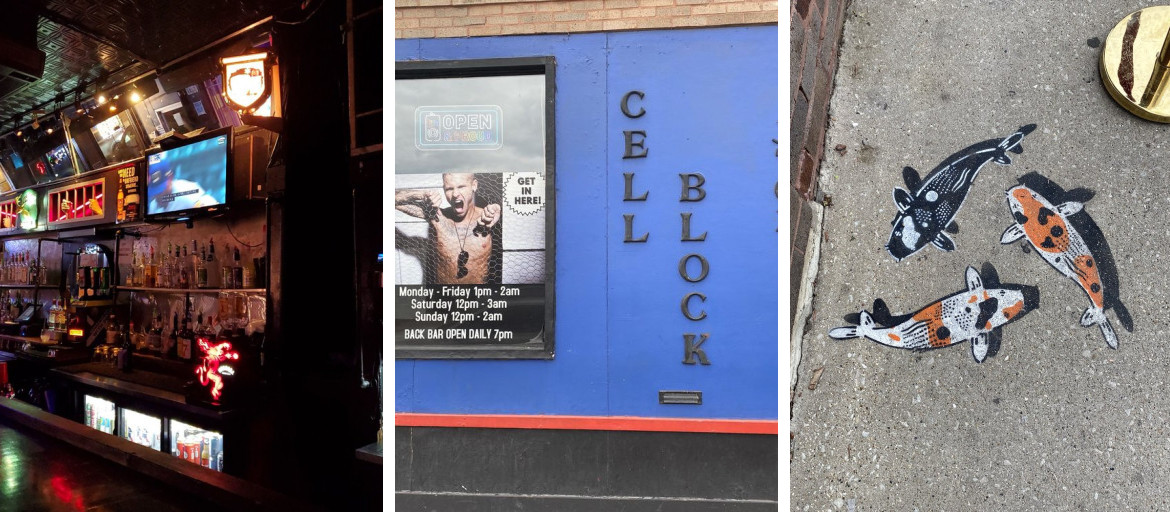 OPEN
GET
IN
HERE!
Monday - Friday 1pm - 2am
Saturday 12pm - 3am
Sunday 12pm - 2am
BACK BAR OPEN DAILY 7pm
CELL
BLOCK